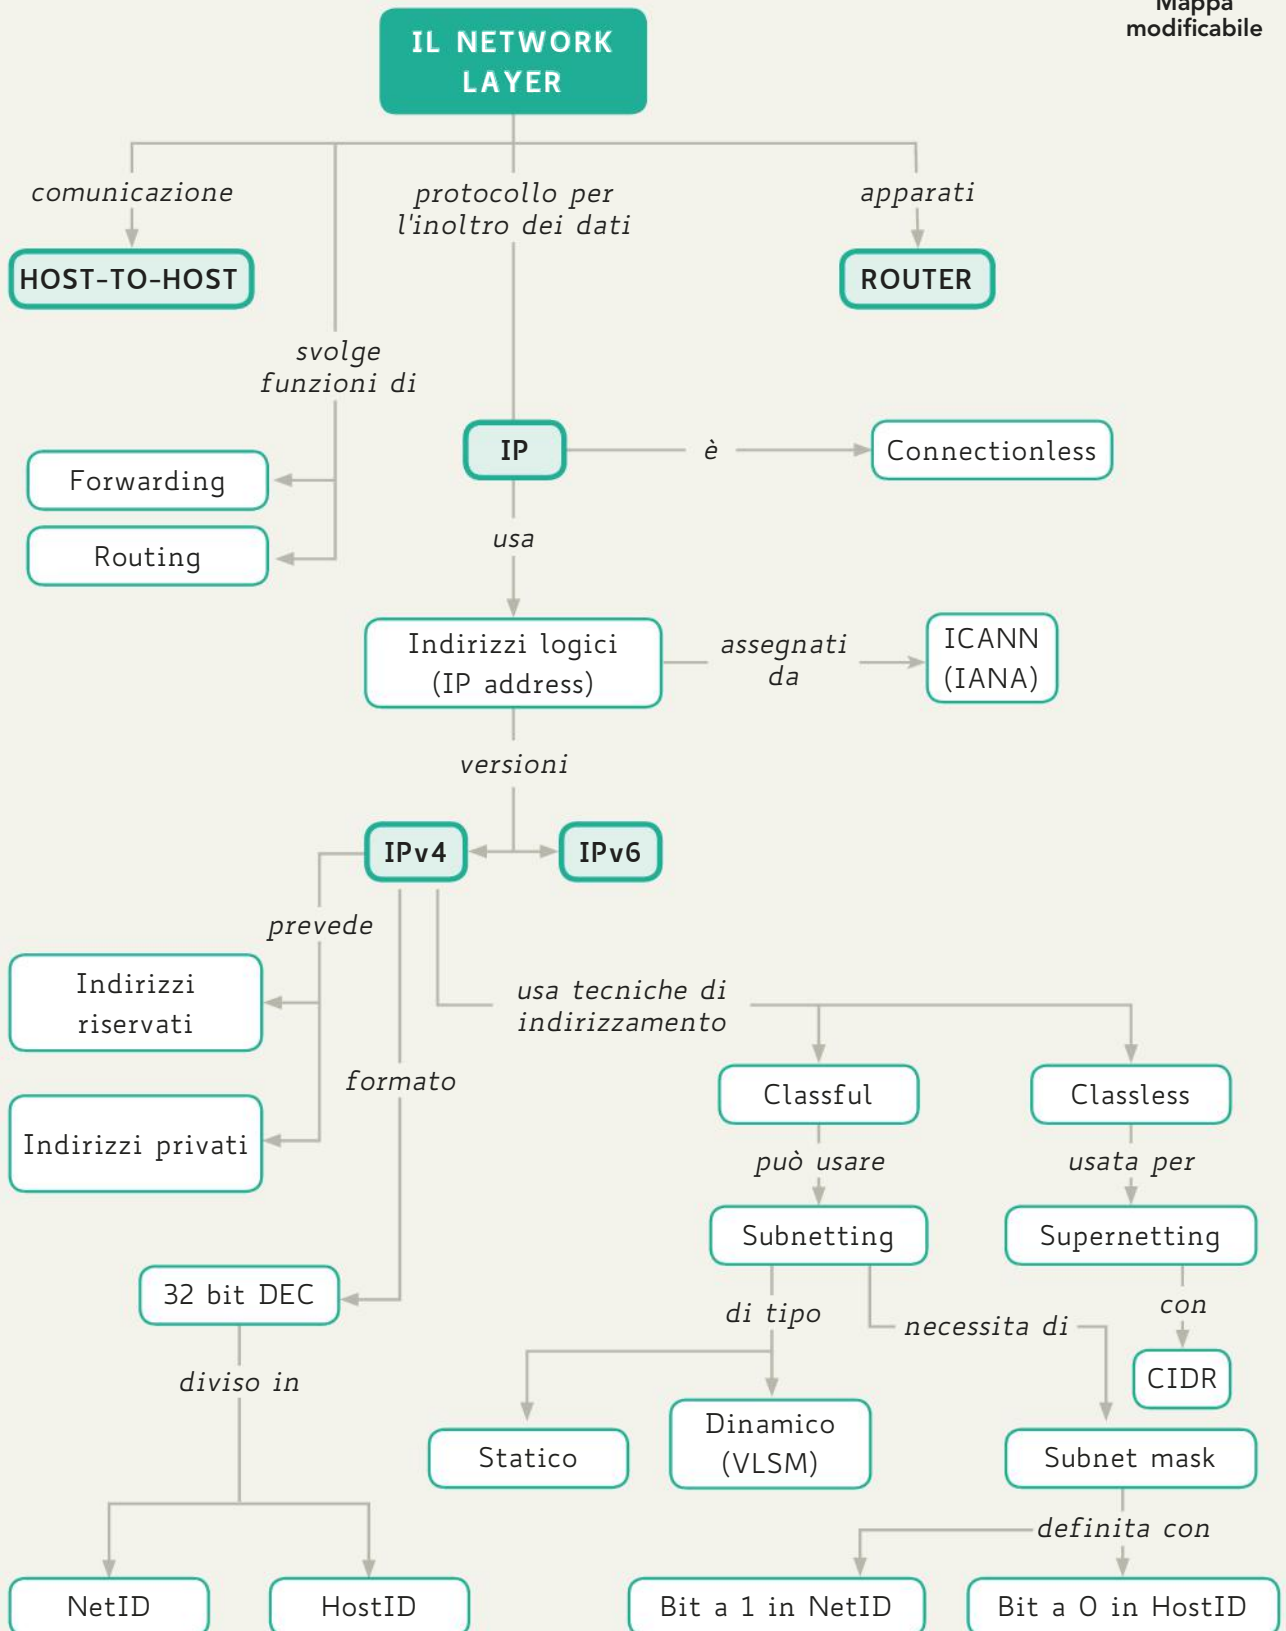 Mappa
modificabile
IL NETWORK
LAYER
comunicazione
protocollo per
l'inoltro dei dati
apparati
HOST-TO-HOST
ROUTER
svolge
funzioni di
IP
è
Connectionless
Forwarding
Routing
usa
Indirizzi logici
(IP address)
assegnati
da
ICANN
(IANA)
versioni
IPv4
IPv6
prevede
Indirizzi
riservati
usa tecniche di
indirizzamento
formato
Indirizzi privati
Classful
Classless
può usare
usata per
Subnetting
Supernetting
32 bit DEC
di tipo
necessita di
con
CIDR
diviso in
Statico
Dinamico
(VLSM)
Subnet mask
definita con
NetID
HostID
Bit a 1 in NetID
Bit a 0 in HostID